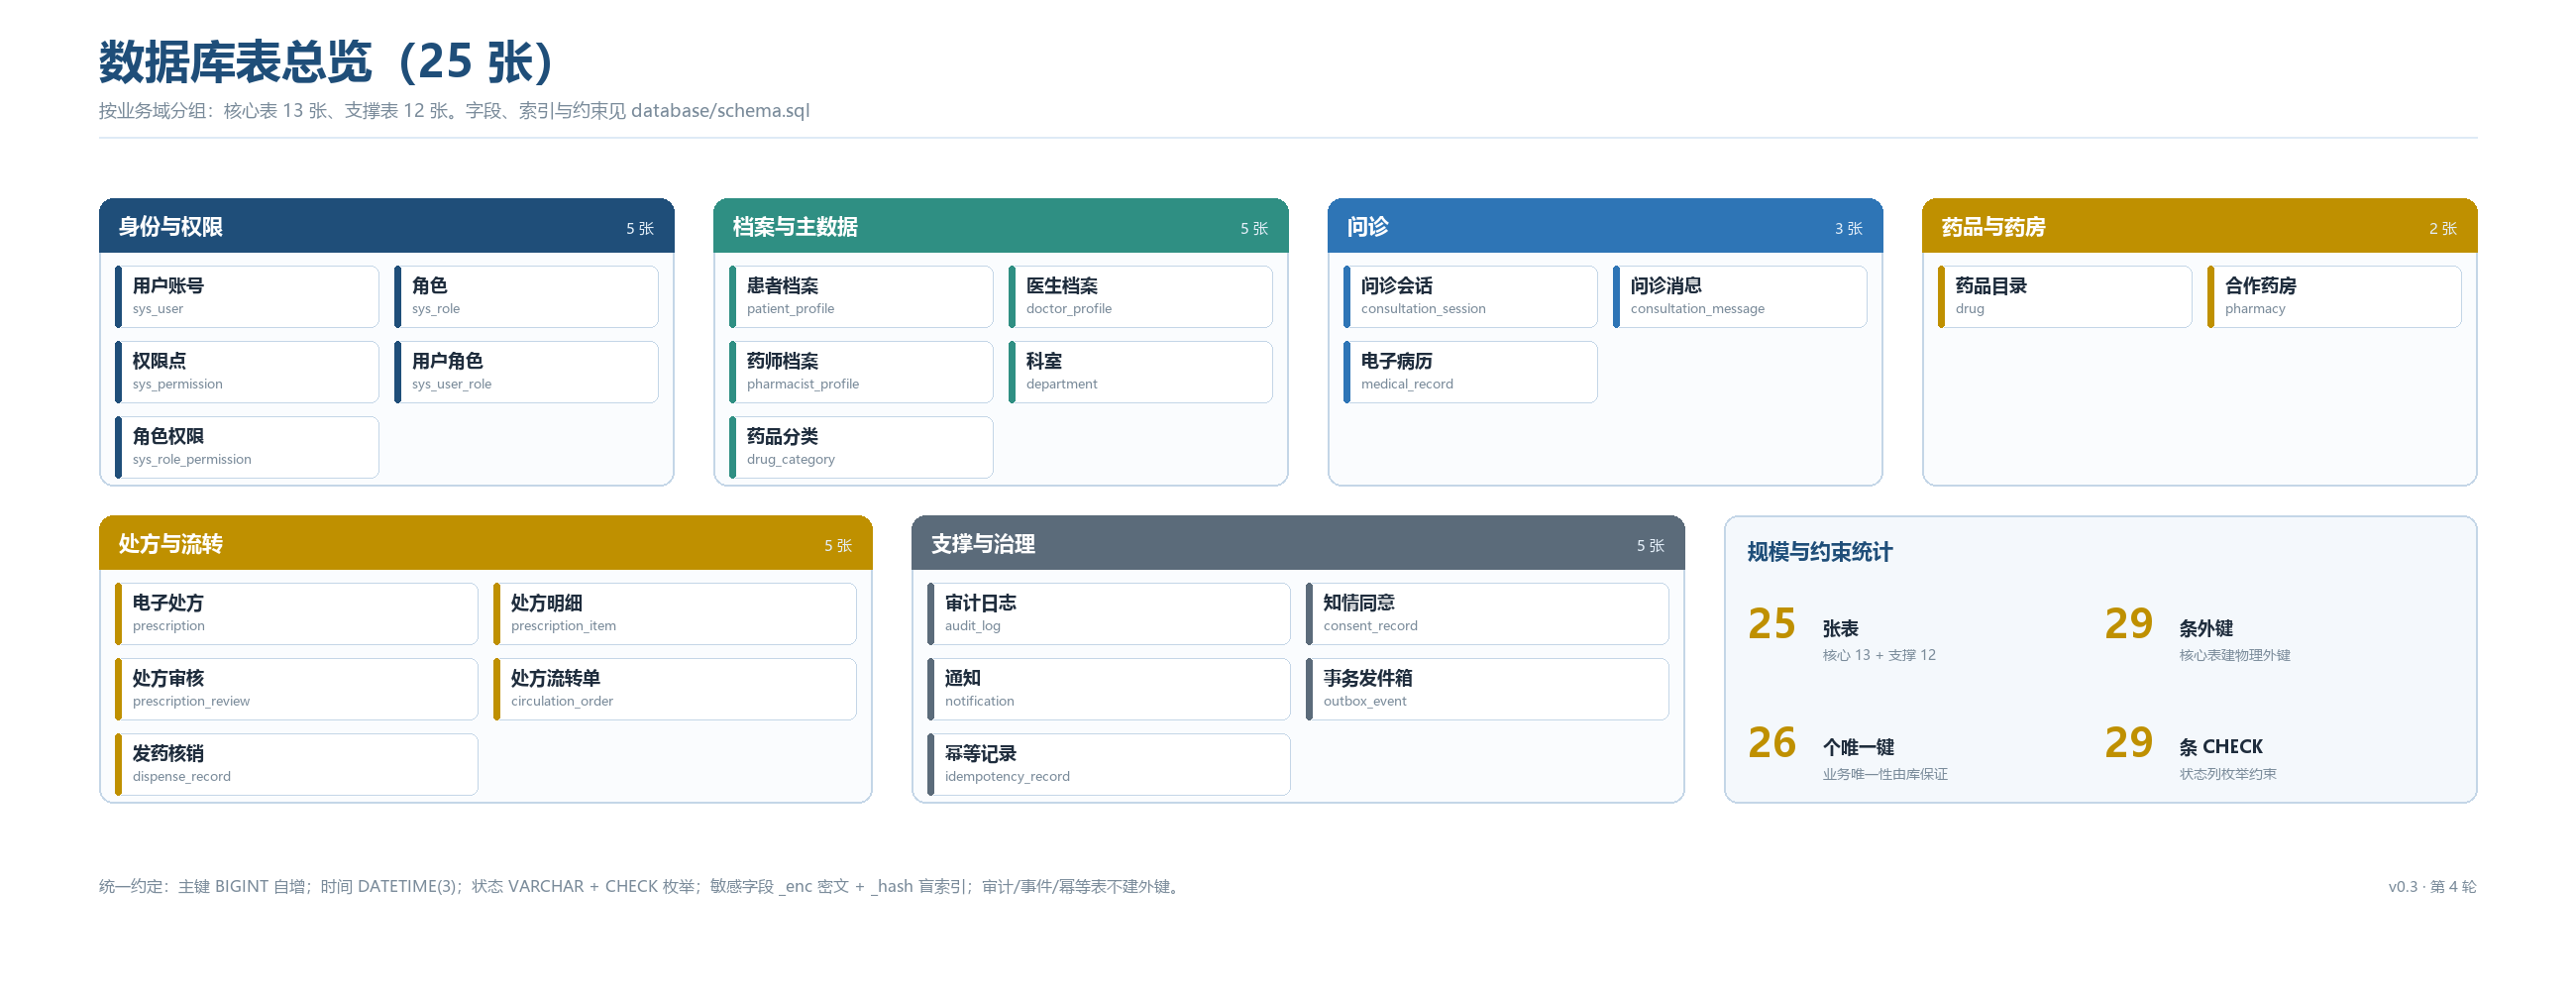 数据库表总览（25 张）
按业务域分组：核心表 13 张、支撑表 12 张。字段、索引与约束见 database/schema.sql
身份与权限 5 张
用户账号
sys_user
角色
sys_role
权限点
sys_permission
用户角色
sys_user_role
角色权限
sys_role_permission
档案与主数据 5 张
患者档案
patient_profile
医生档案
doctor_profile
药师档案
pharmacist_profile
科室
department
药品分类
drug_category
问诊 3 张
问诊会话
consultation_session
问诊消息
consultation_message
电子病历
medical_record
药品与药房 2 张
药品目录
drug
合作药房
pharmacy
处方与流转 5 张
电子处方
prescription
处方明细
prescription_item
处方审核
prescription_review
处方流转单
circulation_order
发药核销
dispense_record
支撑与治理 5 张
审计日志
audit_log
知情同意
consent_record
通知
notification
事务发件箱
outbox_event
幂等记录
idempotency_record
规模与约束统计
25 张表
核心 13 + 支撑 12
29 条外键
核心表建物理外键
26 个唯一键
业务唯一性由库保证
29 条 CHECK
状态列枚举约束
统一约定：主键 BIGINT 自增；时间 DATETIME(3)；状态 VARCHAR + CHECK 枚举；敏感字段 _enc 密文 + _hash 盲索引；审计/事件/幂等表不建外键。
v0.3 · 第 4 轮